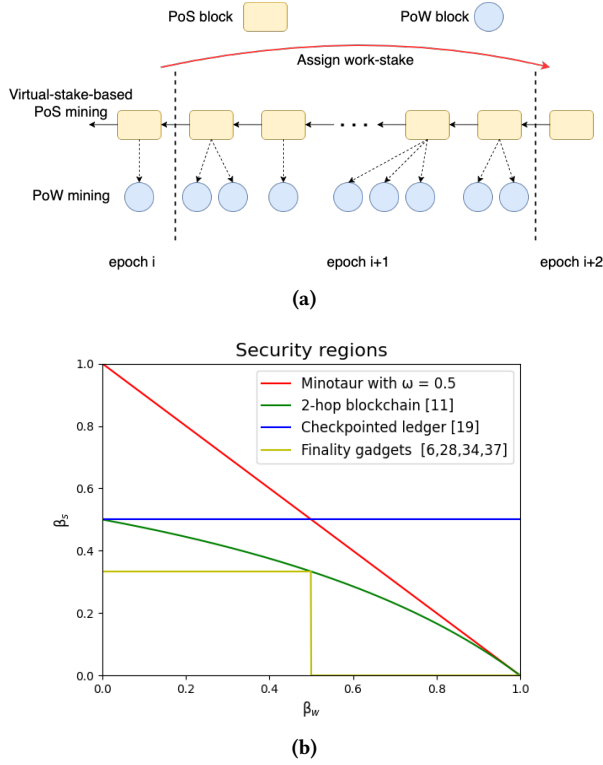 PoS block
PoW block
Assign work-stake
Virtual-stake-based
PoS mining
PoW mining
epoch i
epoch i+1
epoch i+2
(a)
Security regions
1.0
0.8
0.6
0.4
0.2
0.0
βs
Minotaur with ω = 0.5
2-hop blockchain [11]
Checkpointed ledger [19]
Finality gadgets [6,28,34,37]
0.0 0.2 0.4 0.6 0.8 1.0
βw
(b)